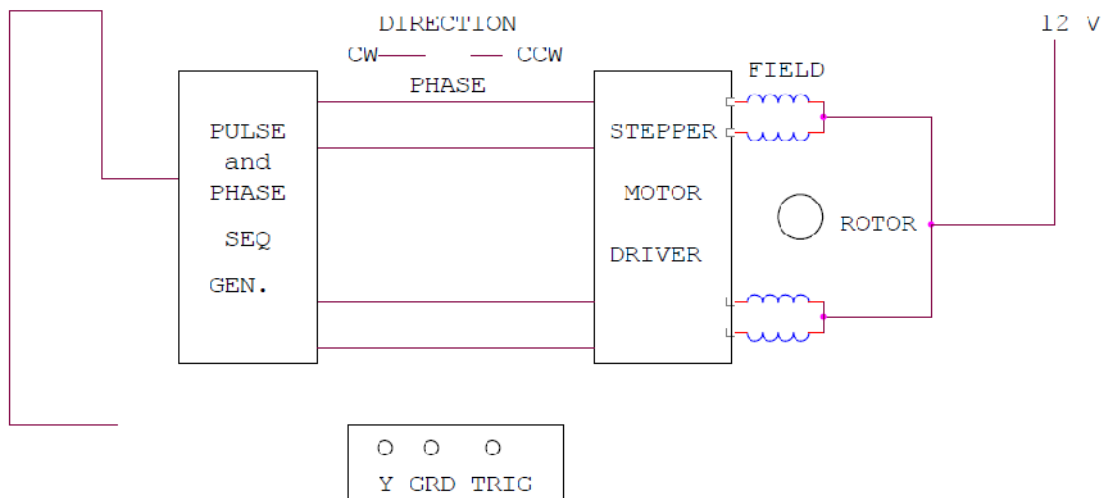 DIRECTION
12 V
CW CCW
FIELD
PHASE
PULSE
and
PHASE
SEQ
GEN.
STEPPER
MOTOR
DRIVER
ROTOR
Y GRD TRIG